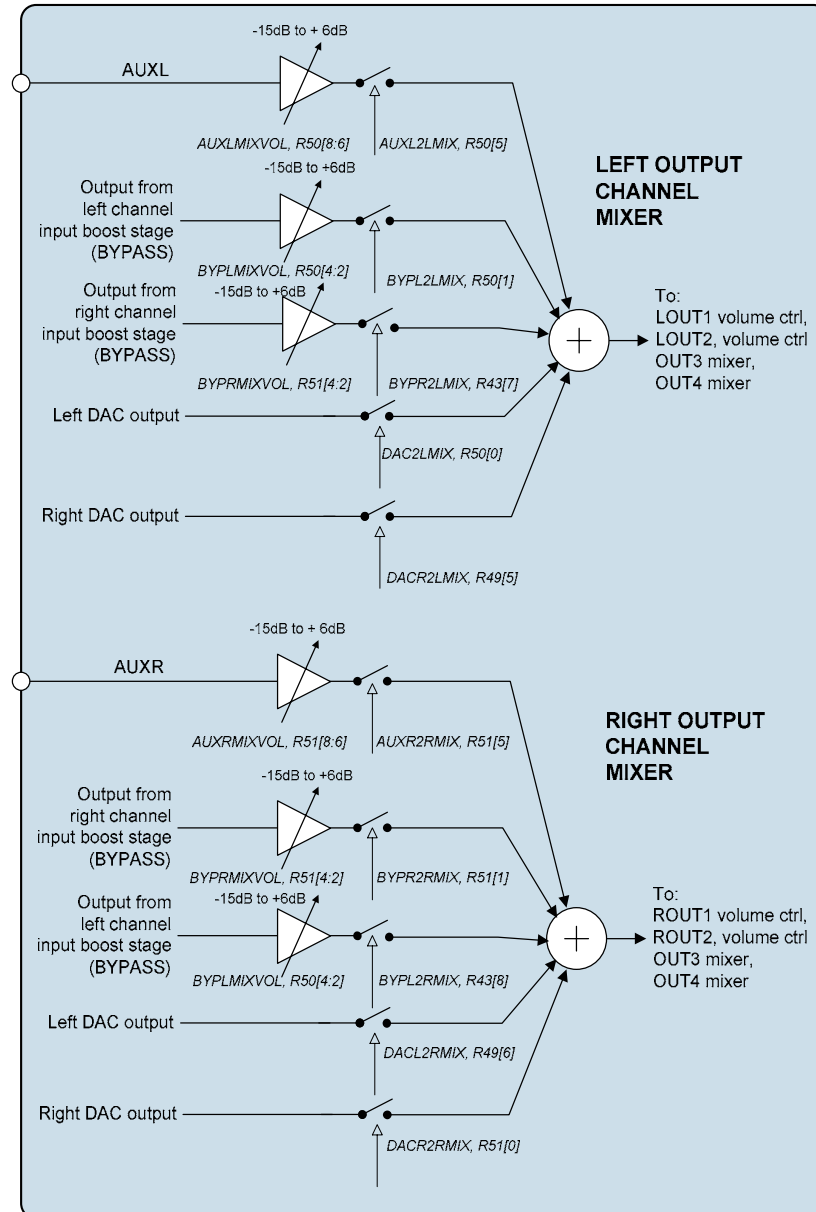 -15dB to + 6dB
AUXL
AUXLMIXVOL, R50[8:6]
AUXL2LMIX, R50[5]
LEFT OUTPUT
CHANNEL
MIXER
-15dB to +6dB
Output from
left channel
input boost stage
(BYPASS)
BYPLMIXVOL, R50[4:2]
BYPL2LMIX, R50[1]
-15dB to +6dB
Output from
right channel
input boost stage
(BYPASS)
BYPRMIXVOL, R51[4:2]
BYPR2LMIX, R43[7]
To:
LOUT1 volume ctrl,
LOUT2, volume ctrl
OUT3 mixer,
OUT4 mixer
Left DAC output
DAC2LMIX, R50[0]
Right DAC output
DACR2LMIX, R49[5]
-15dB to + 6dB
AUXR
AUXRMIXVOL, R51[8:6]
AUXR2RMIX, R51[5]
RIGHT OUTPUT
CHANNEL
MIXER
-15dB to +6dB
Output from
right channel
input boost stage
(BYPASS)
BYPRMIXVOL, R51[4:2]
BYPR2RMIX, R51[1]
-15dB to +6dB
Output from
left channel
input boost stage
(BYPASS)
BYPLMIXVOL, R50[4:2]
BYPL2RMIX, R43[8]
To:
ROUT1 volume ctrl,
ROUT2, volume ctrl
OUT3 mixer,
OUT4 mixer
Left DAC output
DACL2RMIX, R49[6]
Right DAC output
DACR2RMIX, R51[0]